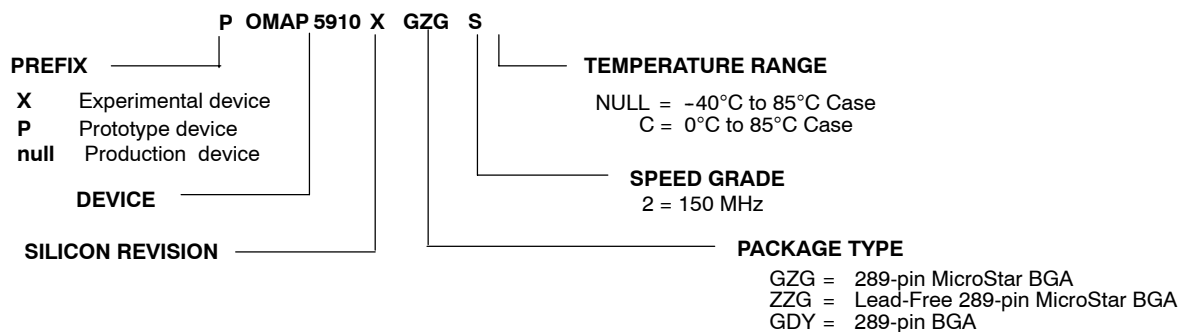 P OMAP 5910 X GZG S
PREFIX
X Experimental device
P Prototype device
null Production device
DEVICE
SILICON REVISION
TEMPERATURE RANGE
NULL = −40°C to 85°C Case
C = 0°C to 85°C Case
SPEED GRADE
2 = 150 MHz
PACKAGE TYPE
GZG = 289-pin MicroStar BGA
ZZG = Lead-Free 289-pin MicroStar BGA
GDY = 289-pin BGA